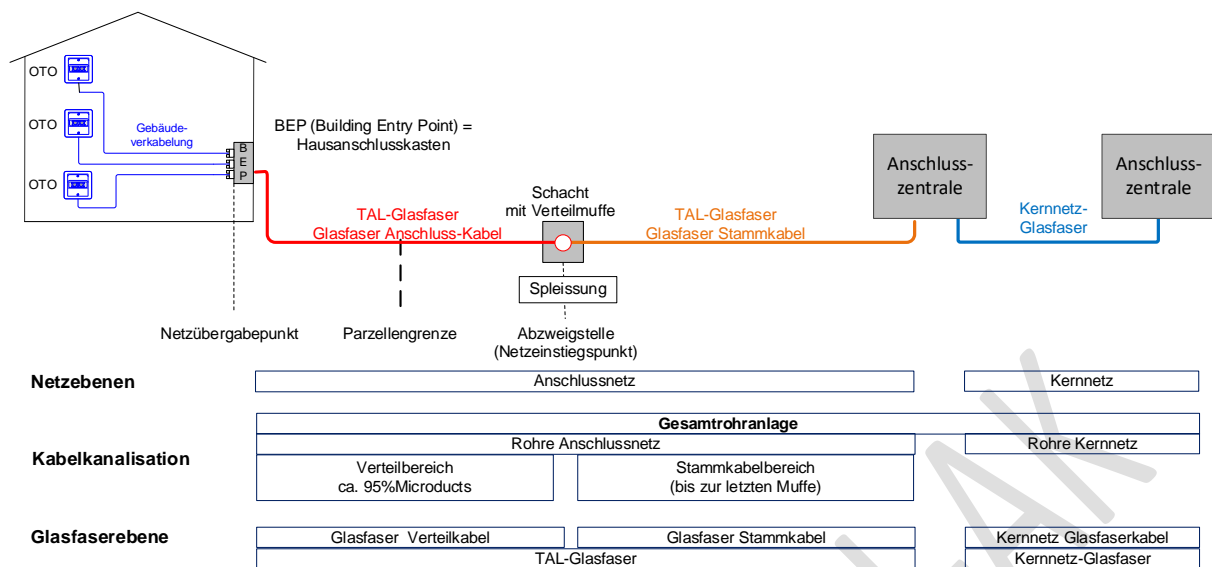 OTO
OTO
OTO
Gebäude-
verkabelung
B
E
P
BEP (Building Entry Point) =
Hausanschlusskasten
TAL-Glasfaser
Glasfaser Anschluss-Kabel
Schacht
mit Verteilmuffe
TAL-Glasfaser
Glasfaser Stammkabel
Anschluss-
zentrale
Kernnetz-
Glasfaser
Anschluss-
zentrale
Spleissung
Netzübergabepunkt
Parzellengrenze
Abzweigstelle
(Netzeinstiegspunkt)
Netzebenen
Anschlussnetz
Kernnetz
Kabelkanalisation
Gesamtrohranlage
Rohre Anschlussnetz
Rohre Kernnetz
Verteilbereich
ca. 95%Microducts
Stammkabelbereich
(bis zur letzten Muffe)
Glasfaserebene
Glasfaser Verteilkabel
Glasfaser Stammkabel
Kernnetz Glasfaserkabel
TAL-Glasfaser
Kernnetz-Glasfaser
LAK